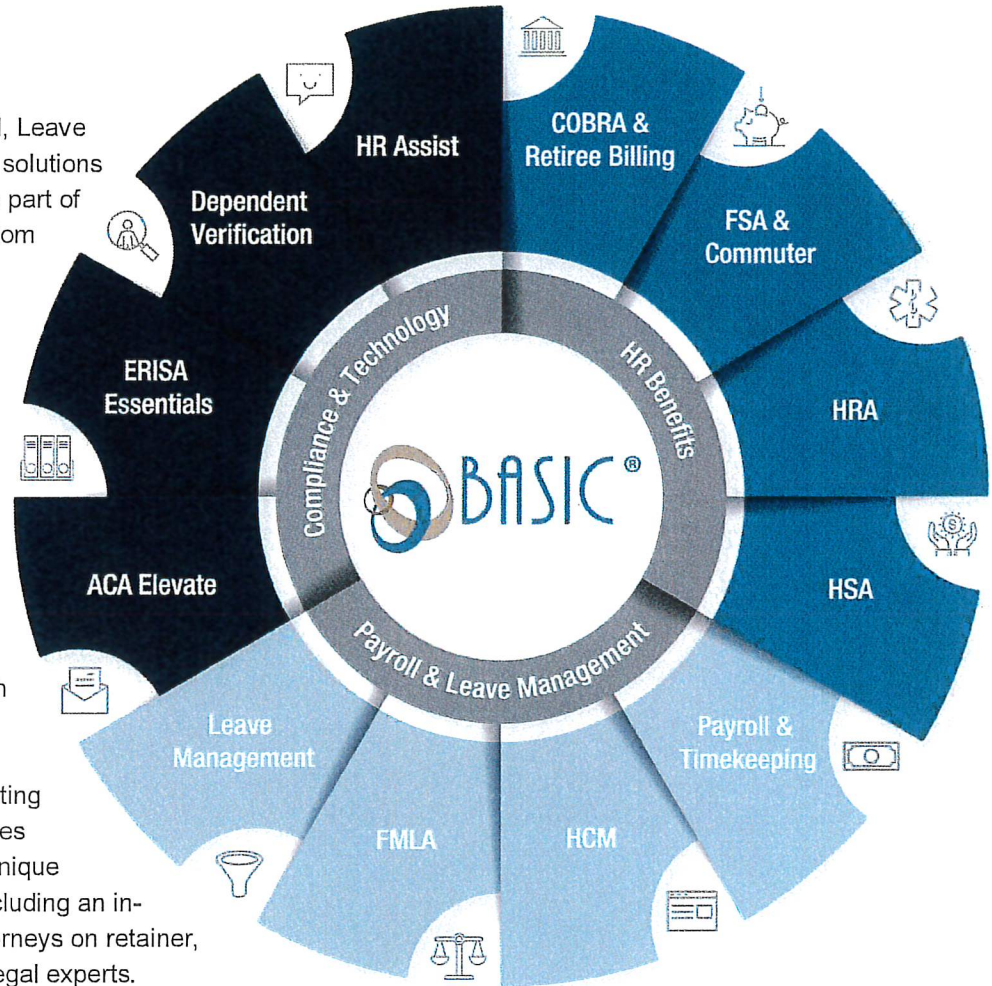 l, Leave
solutions
part of
om
n
ting
es
nique
cluding an in-
orneys on retainer,
egal experts.
HR Assist
COBRA &
Retiree Billing
Dependent
Verification
FSA &
Commuter
ERISA
Essentials
HRA
ACA Elevate
HSA
Leave
Management
Payroll &
Timekeeping
FMLA
HCM
Compliance & Technology
HR Benefits
Payroll & Leave Management
BASIC®